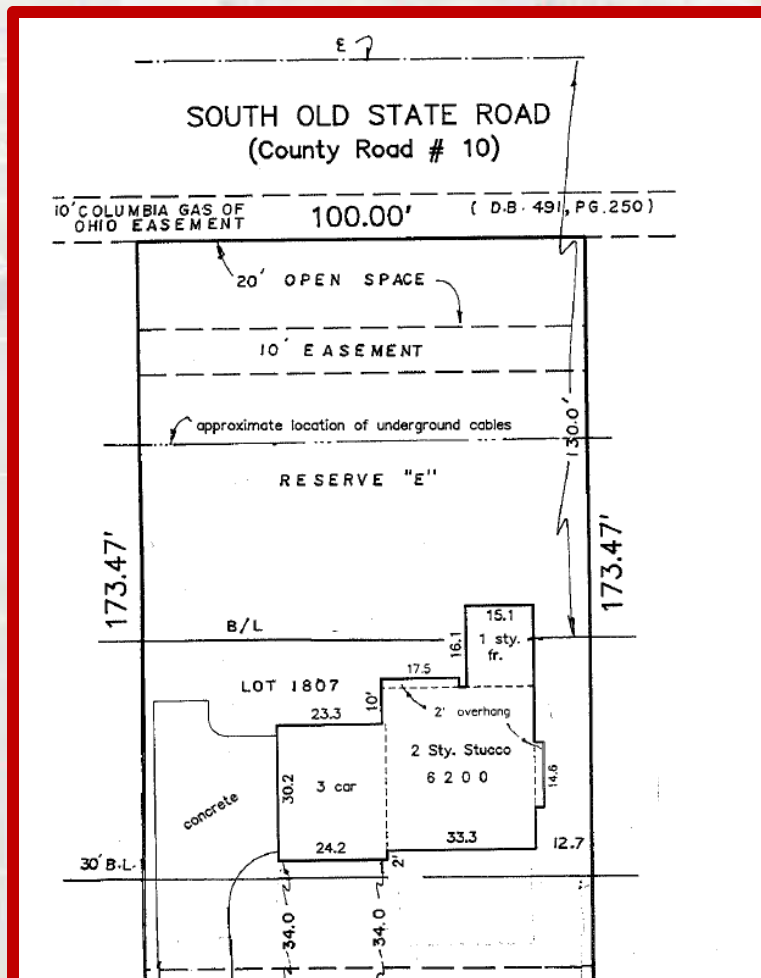 ℄
SOUTH OLD STATE ROAD
(County Road # 10)
10' COLUMBIA GAS OF
OHIO EASEMENT
100.00'
( D.B. 491, PG. 250 )
20' OPEN SPACE
10' EASEMENT
approximate location of underground cables
130.0'
RESERVE "E"
173.47'
173.47'
B/L
15.1
16.1
1 sty.
fr.
17.5
LOT 1807
10'
2' overhang
23.3
2 Sty. Stucco
6200
14.6
30.2
3 car
concrete
24.2
33.3
12.7
2'
30' B.L.
34.0
34.0